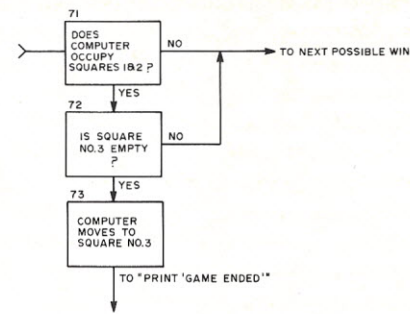 71
DOES
COMPUTER
OCCUPY
SQUARES 1&2 ?
NO
TO NEXT POSSIBLE WIN
YES
72
IS SQUARE
NO.3 EMPTY
?
NO
YES
73
COMPUTER
MOVES TO
SQUARE NO.3
TO "PRINT 'GAME ENDED'"